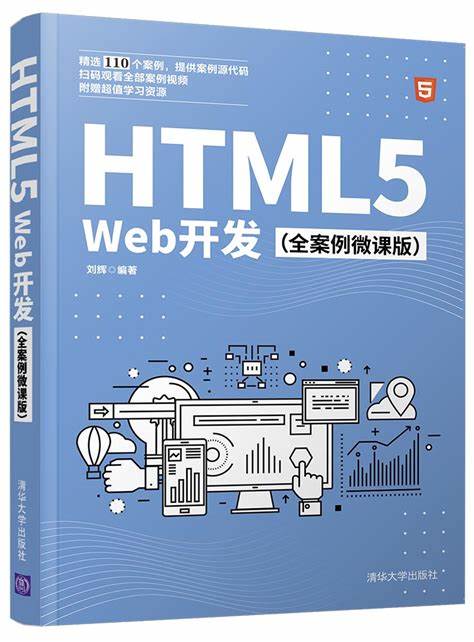 精选110个案例，提供案例源代码
扫码观看全部案例视频
附赠超值学习资源
5
HTML5
Web开发
（全案例微课版）
刘辉 编著
清华大学出版社
HTML5 Web开发
（全案例微课版）
清华大学出版社